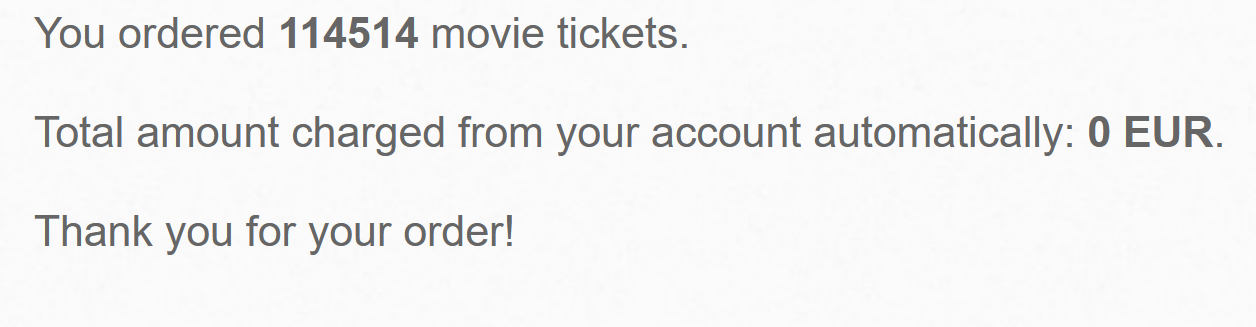 You ordered 114514 movie tickets.
Total amount charged from your account automatically: 0 EUR.
Thank you for your order!